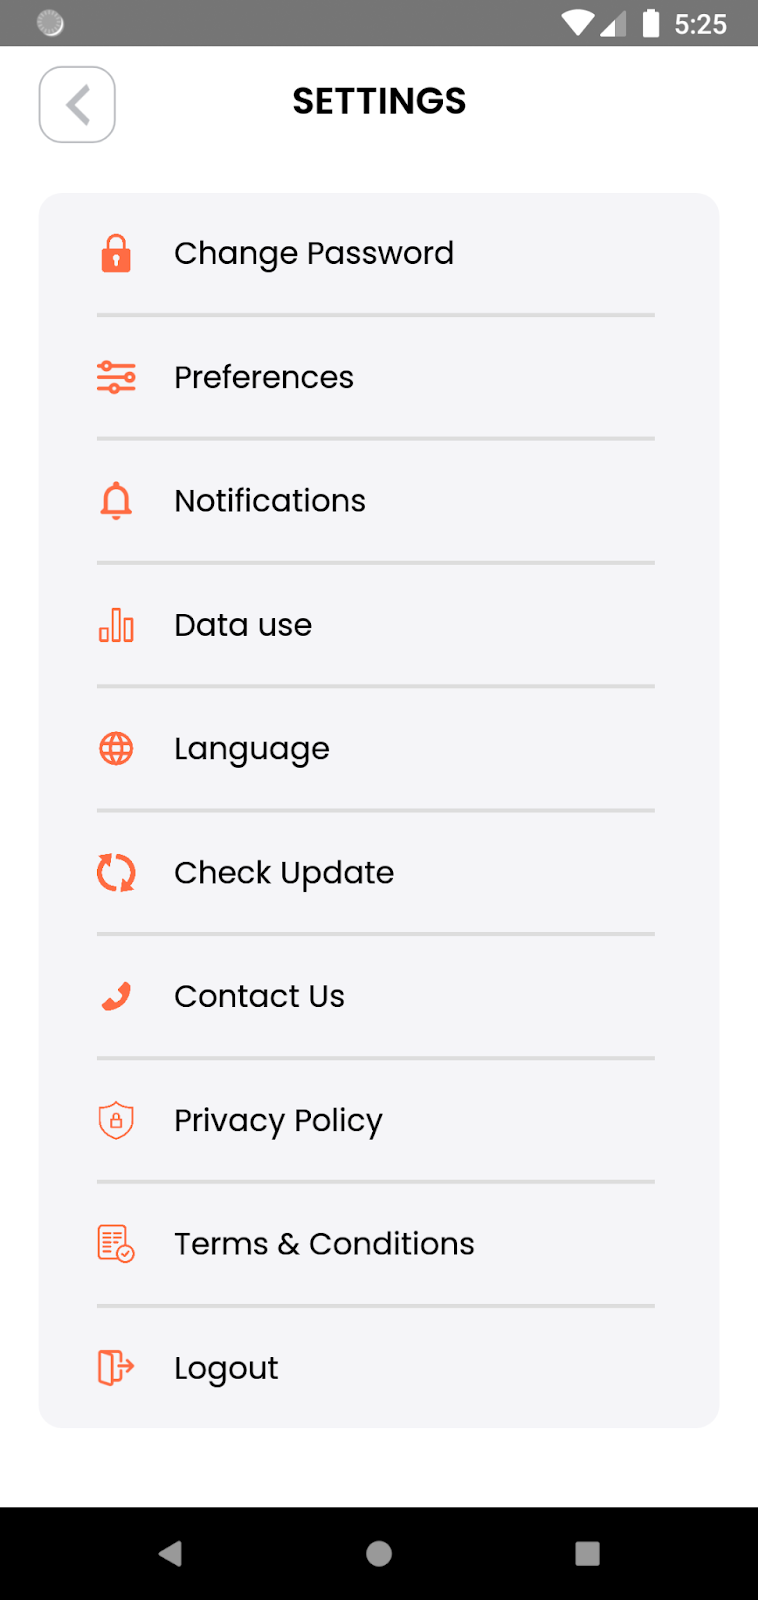 5:25
SETTINGS
Change Password
Preferences
Notifications
Data use
Language
Check Update
Contact Us
Privacy Policy
Terms & Conditions
Logout